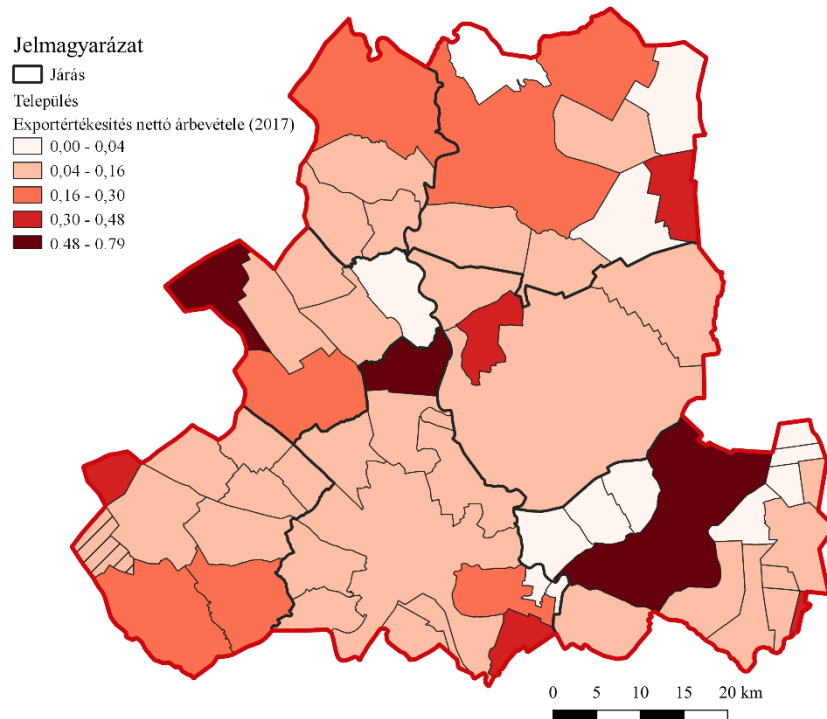 Jelmagyarázat
Járás
Település
Exportértékesítés nettó árbevétele (2017)
0,00 - 0,04
0,04 - 0,16
0,16 - 0,30
0,30 - 0,48
0,48 - 0,79
0 5 10 15 20 km